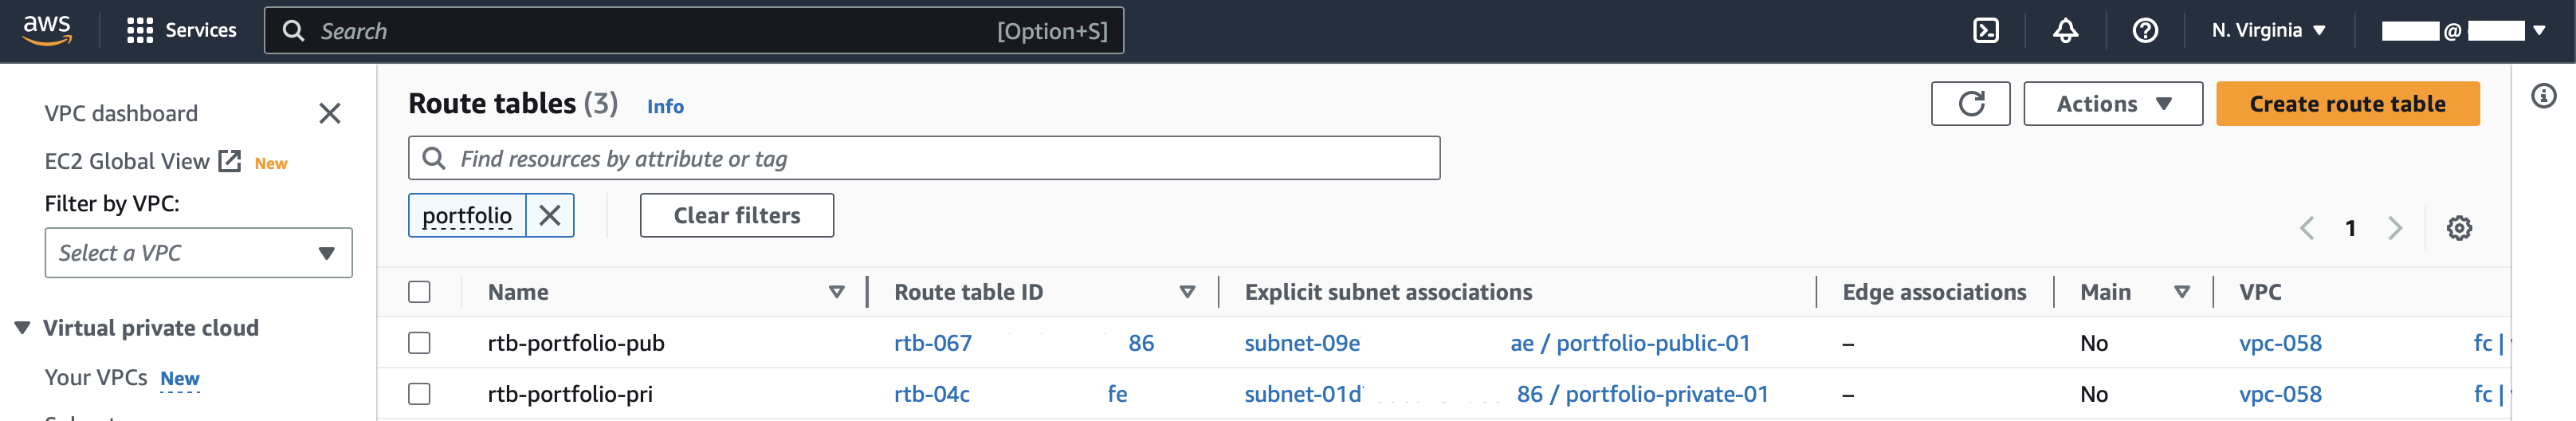 aws Services Search [Option+S] N. Virginia @
VPC dashboard
EC2 Global View New
Filter by VPC:
Select a VPC
Virtual private cloud
Your VPCs New
Route tables (3) Info
Actions Create route table
Find resources by attribute or tag
portfolio Clear filters
1
Name Route table ID Explicit subnet associations Edge associations Main VPC
rtb-portfolio-pub rtb-067 86 subnet-09e ae / portfolio-public-01 – No vpc-058 fc |
rtb-portfolio-pri rtb-04c fe subnet-01d 86 / portfolio-private-01 – No vpc-058 fc |